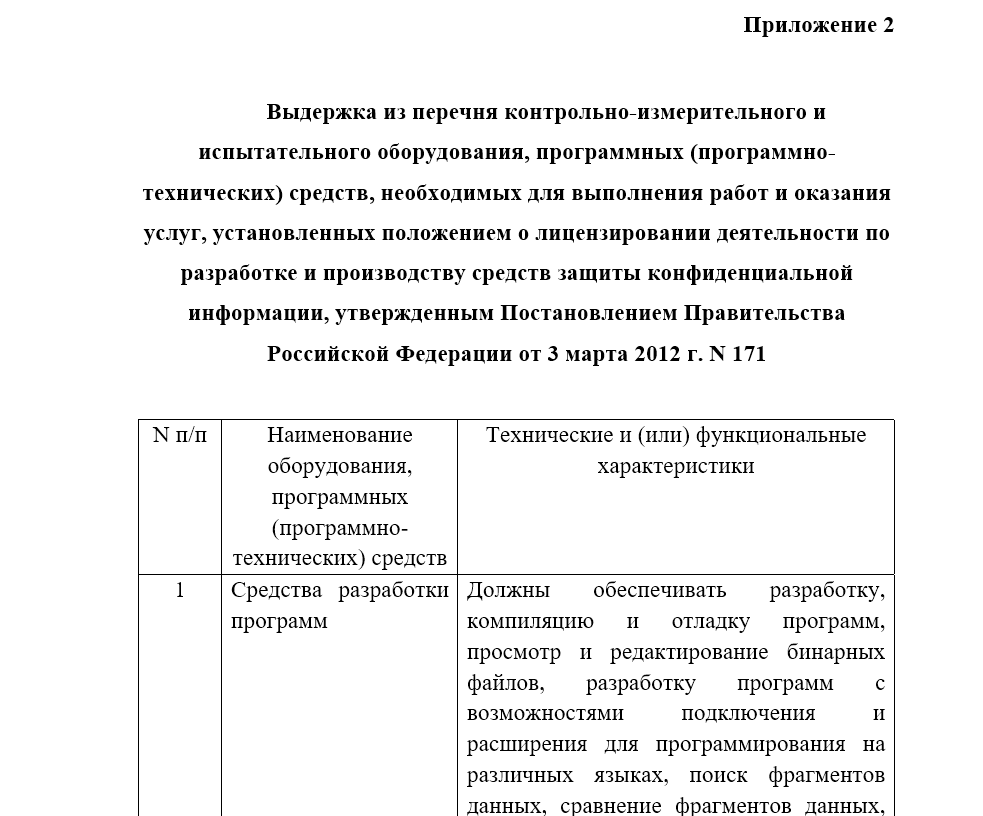 Приложение 2
Выдержка из перечня контрольно-измерительного и
испытательного оборудования, программных (программно-
технических) средств, необходимых для выполнения работ и оказания
услуг, установленных положением о лицензировании деятельности по
разработке и производству средств защиты конфиденциальной
информации, утвержденным Постановлением Правительства
Российской Федерации от 3 марта 2012 г. N 171
N п/п
Наименование
оборудования,
программных
(программно-
технических) средств
Технические и (или) функциональные
характеристики
1
Средства разработки
программ
Должны обеспечивать разработку,
компиляцию и отладку программ,
просмотр и редактирование бинарных
файлов, разработку программ с
возможностями подключения и
расширения для программирования на
различных языках, поиск фрагментов
данных, сравнение фрагментов данных,